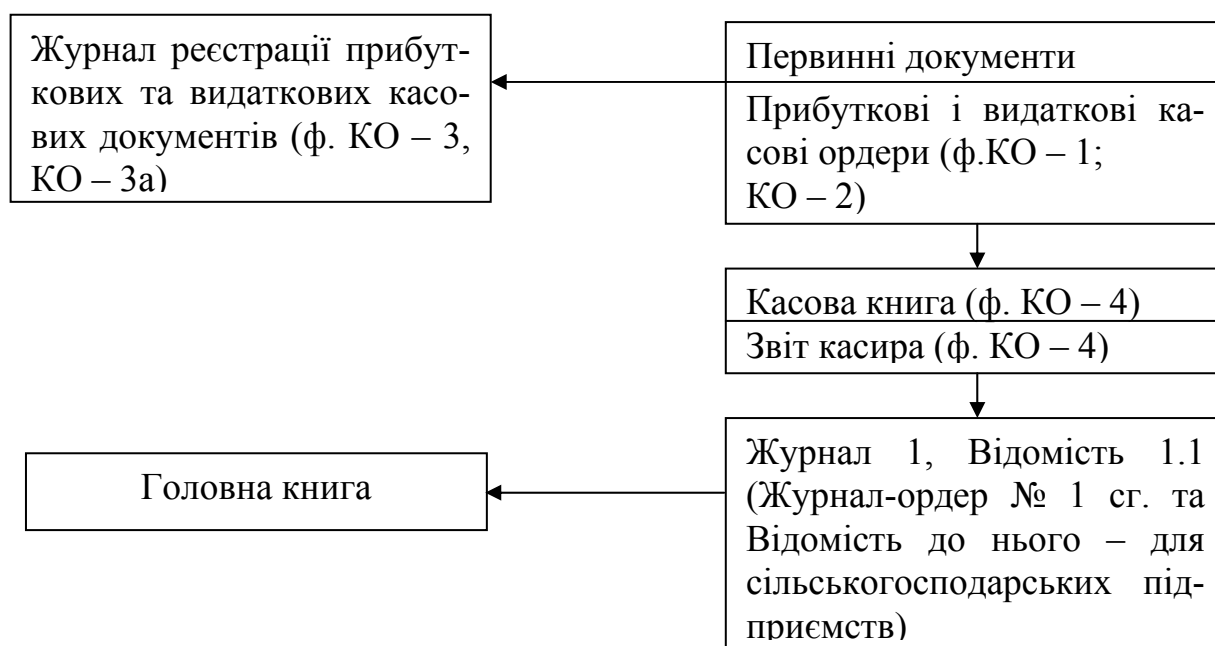 Журнал реєстрації прибут-
кових та видаткових касо-
вих документів (ф. КО – 3,
КО – 3а)
Первинні документи
Прибуткові і видаткові ка-
сові ордери (ф.КО – 1;
КО – 2)
Касова книга (ф. КО – 4)
Звіт касира (ф. КО – 4)
Головна книга
Журнал 1, Відомість 1.1
(Журнал-ордер № 1 сг. та
Відомість до нього – для
сільськогосподарських під-
приємств)